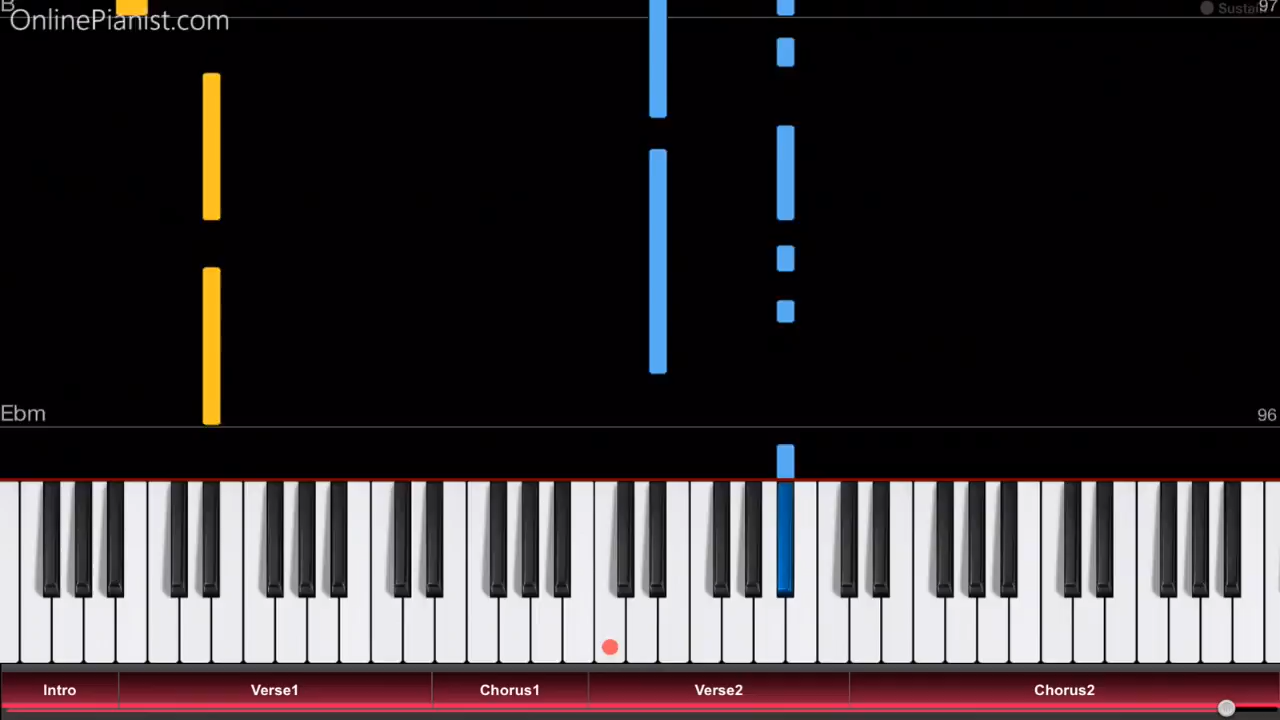 B
OnlinePianist.com
97
Ebm
96
Intro
Verse1
Chorus1
Verse2
Chorus2